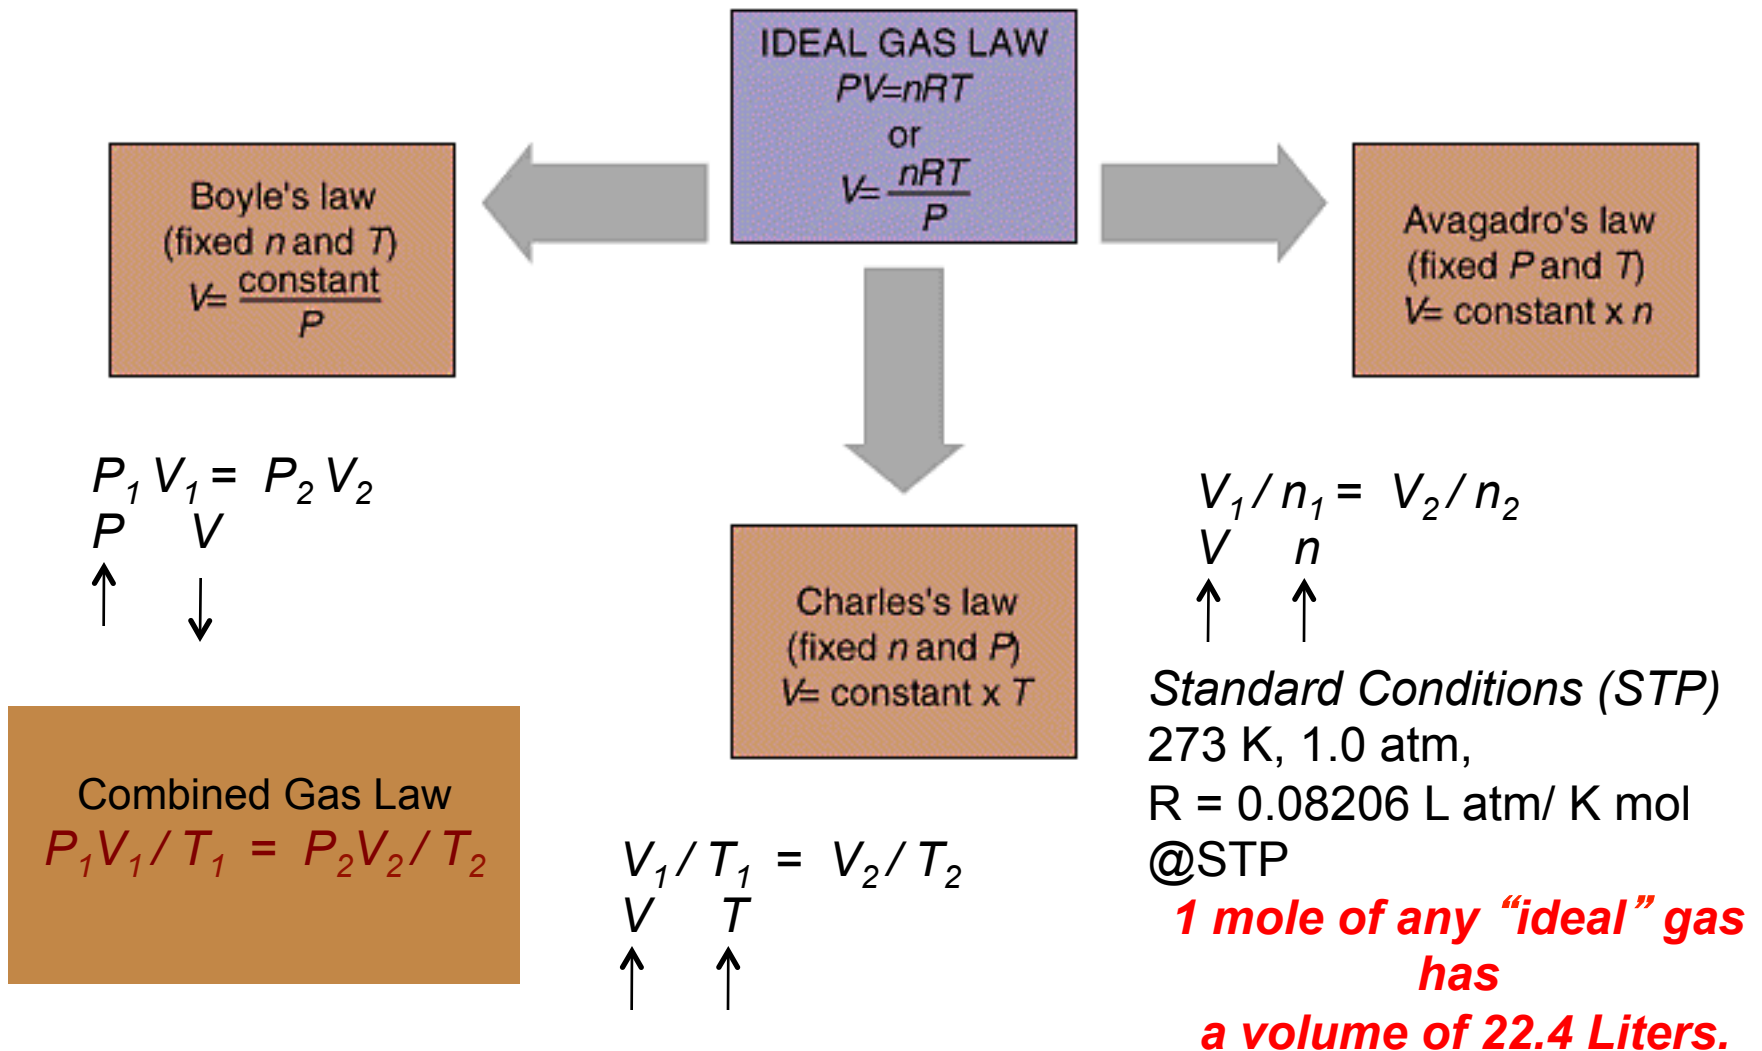 IDEAL GAS LAW
PV=nRT
or
V= nRT
P
Boyle's law
(fixed n and T)
V= constant
P
Avagadro's law
(fixed P and T)
V= constant x n
P₁ V₁ = P₂ V₂
P V
V₁ / n₁ = V₂ / n₂
V n
Charles's law
(fixed n and P)
V= constant x T
Standard Conditions (STP)
273 K, 1.0 atm,
R = 0.08206 L atm/ K mol
@STP
1 mole of any “ideal” gas
has
a volume of 22.4 Liters.
Combined Gas Law
P₁V₁ / T₁ = P₂V₂ / T₂
V₁ / T₁ = V₂ / T₂
V T